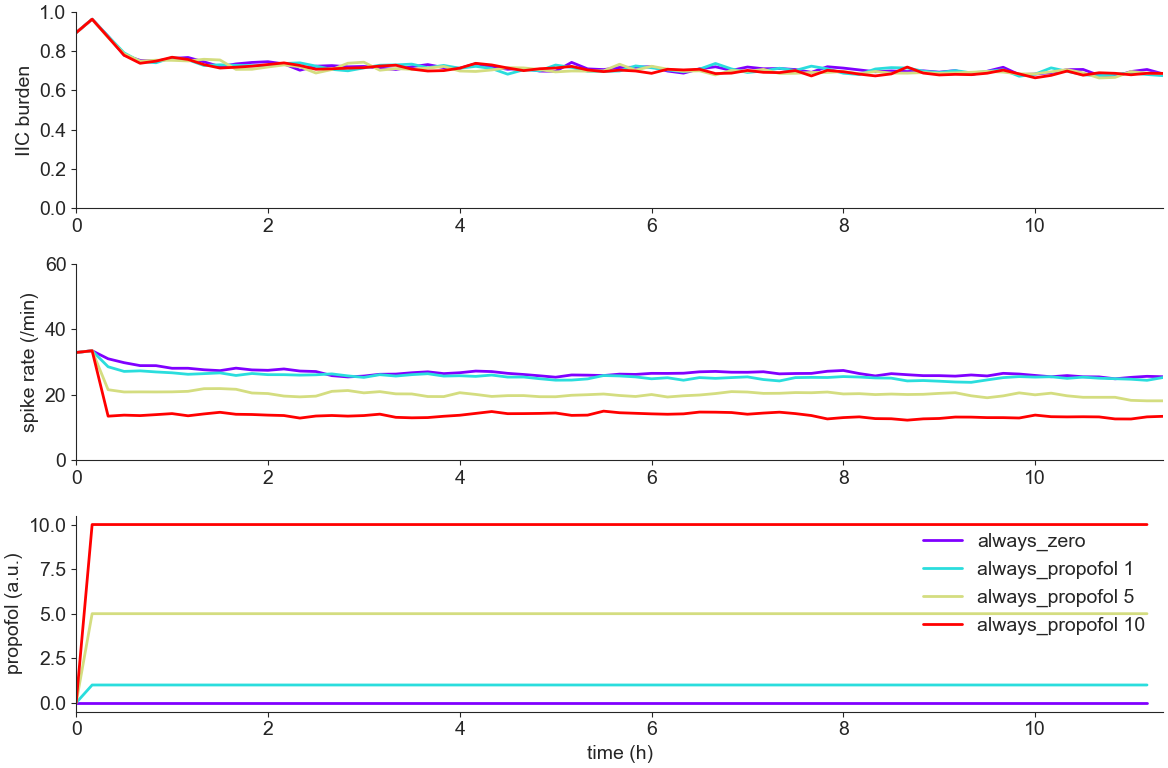 1.0
0.8
0.6
0.4
0.2
0.0
IIC burden
0 2 4 6 8 10
60
40
20
0
spike rate (/min)
0 2 4 6 8 10
10.0
7.5
5.0
2.5
0.0
propofol (a.u.)
always_zero
always_propofol 1
always_propofol 5
always_propofol 10
0 2 4 6 8 10
time (h)